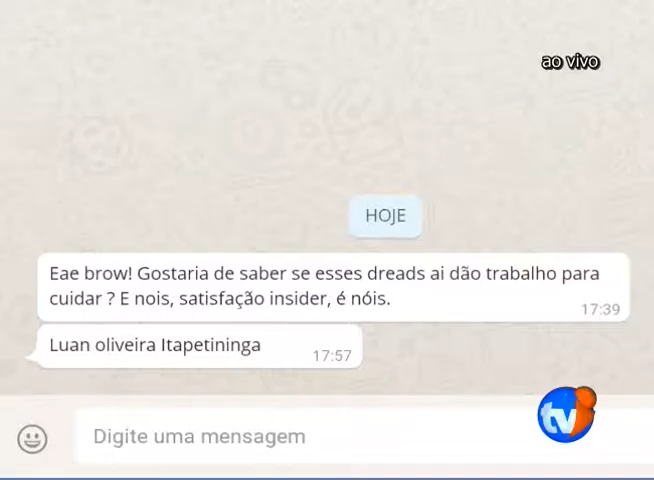 ao vivo
HOJE
Eae brow! Gostaria de saber se esses dreads ai dão trabalho para
cuidar ? E nois, satisfação insider, é nóis.
17:39
Luan oliveira Itapetininga
17:57
tvi
Digite uma mensagem